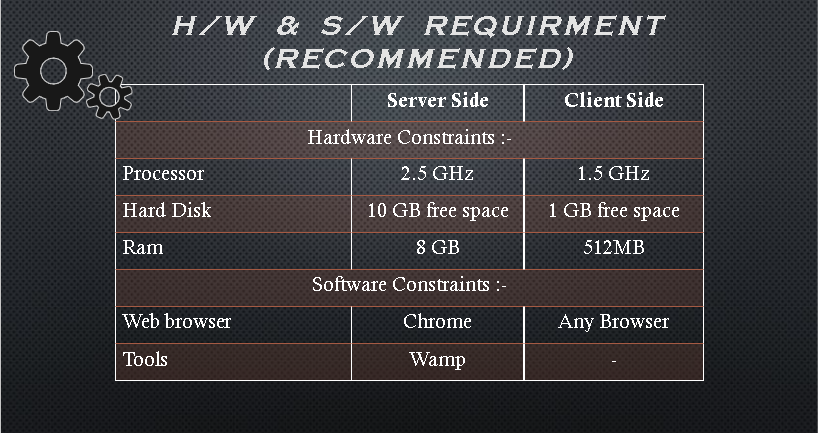 H/W & S/W REQUIRMENT
(RECOMMENDED)
Server Side Client Side
Hardware Constraints :-
Processor 2.5 GHz 1.5 GHz
Hard Disk 10 GB free space 1 GB free space
Ram 8 GB 512MB
Software Constraints :-
Web browser Chrome Any Browser
Tools Wamp -